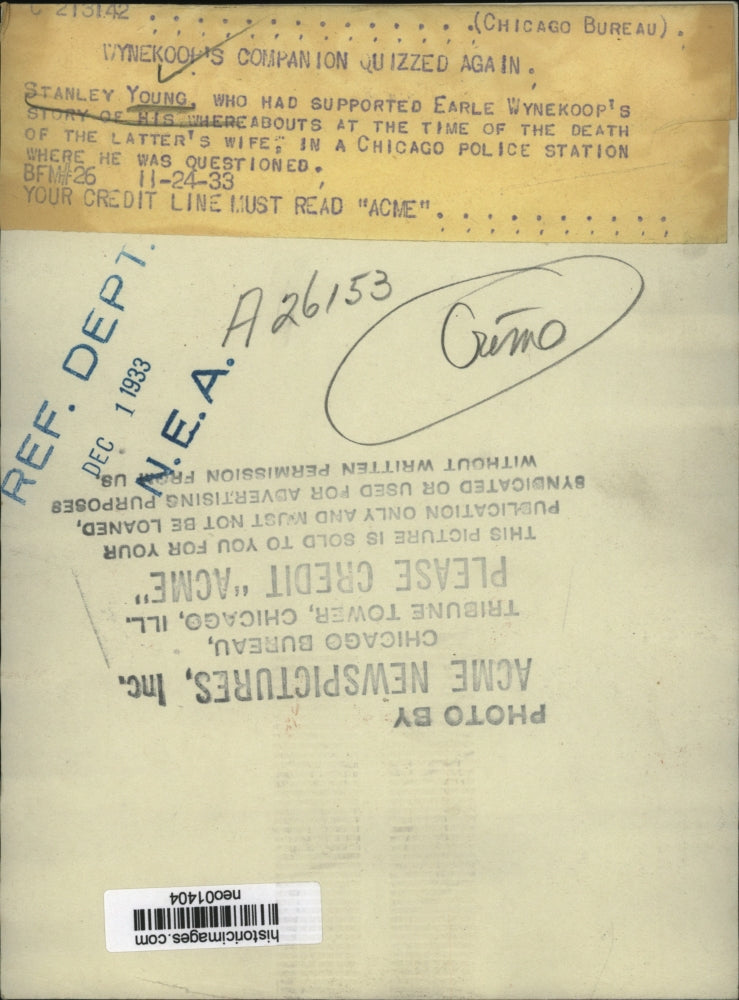 C 213142 . . . . . . . . . . . . . . (CHICAGO BUREAU) .
WYNEKOOP'S COMPANION QUIZZED AGAIN.
STANLEY YOUNG, WHO HAD SUPPORTED EARLE WYNEKOOP'S
STORY OF HIS WHEREABOUTS AT THE TIME OF THE DEATH
OF THE LATTER'S WIFE, IN A CHICAGO POLICE STATION
WHERE HE WAS QUESTIONED.
BFM#26 11-24-33
YOUR CREDIT LINE MUST READ "ACME". . . . . . . . . .
A 26153
Crime
REF. DEPT.
DEC 1 1933
N.E.A.
PHOTO BY
ACME NEWSPICTURES, Inc.
CHICAGO BUREAU,
TRIBUNE TOWER, CHICAGO, ILL.
PLEASE CREDIT "ACME"
THIS PICTURE IS SOLD TO YOU FOR YOUR
PUBLICATION ONLY AND MUST NOT BE LOANED,
SYNDICATED OR USED FOR ADVERTISING PURPOSES
WITHOUT WRITTEN PERMISSION FROM US
historicimages.com
neo01404